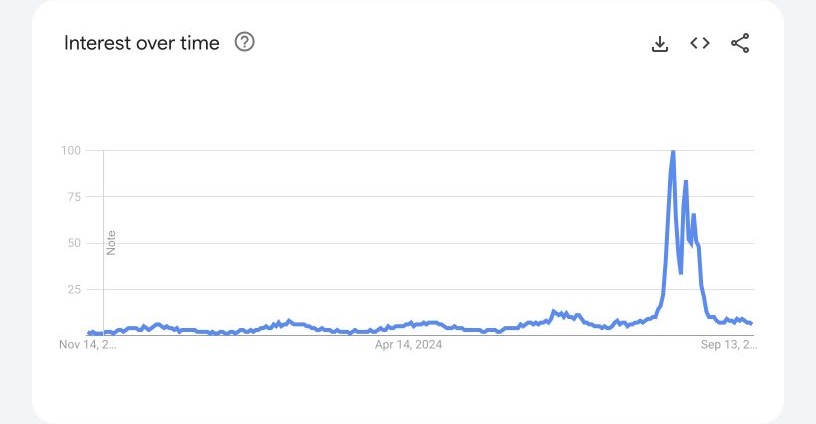 Interest over time
100
75
50
25
Note
Nov 14, 2...
Apr 14, 2024
Sep 13, 2...